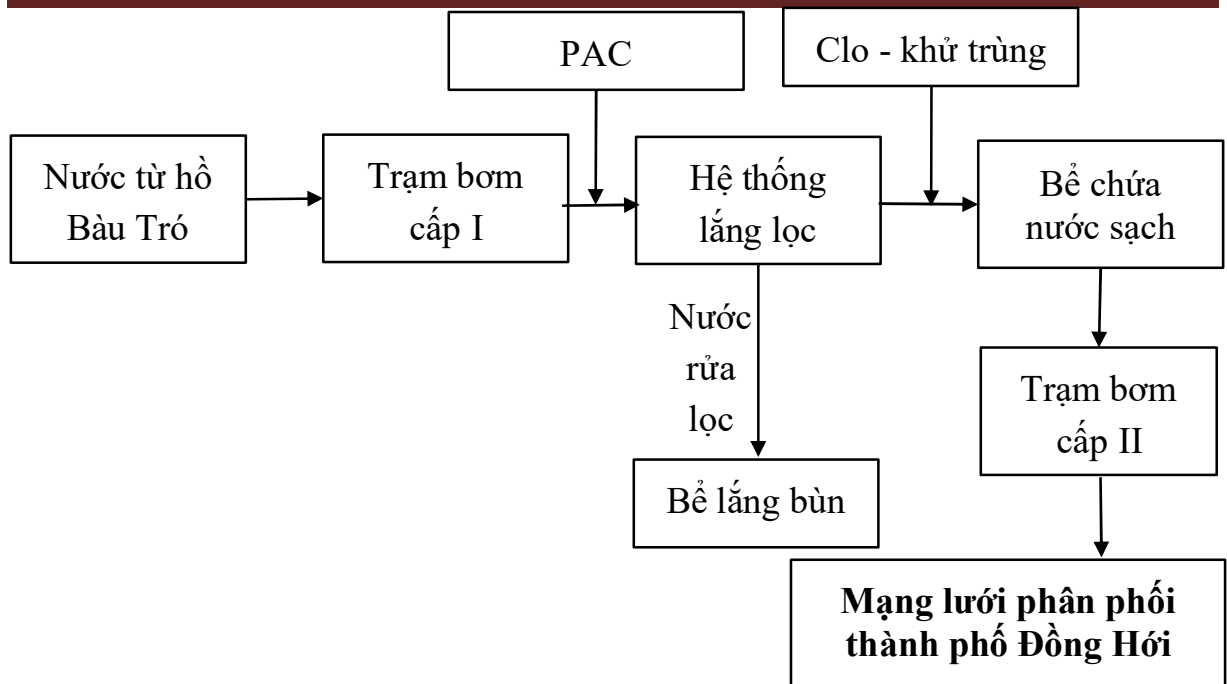 PAC
Clo - khử trùng
Nước từ hồ
Bàu Tró
Trạm bơm
cấp I
Hệ thống
lắng lọc
Bể chứa
nước sạch
Nước
rửa
lọc
Trạm bơm
cấp II
Bể lắng bùn
Mạng lưới phân phối
thành phố Đồng Hới